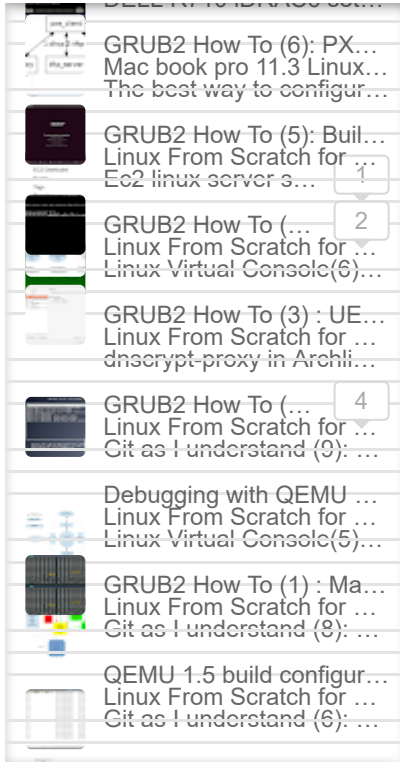 DELL R710 iDRAC6 set…
GRUB2 How To (6): PX…
Mac book pro 11.3 Linux…
The best way to configur…
GRUB2 How To (5): Buil…
Linux From Scratch for …
Ec2 linux server s…
1
GRUB2 How To (…
2
Linux From Scratch for …
Linux Virtual Console(6)…
GRUB2 How To (3) : UE…
Linux From Scratch for …
dnscrypt-proxy in Archli…
GRUB2 How To (…
4
Linux From Scratch for …
Git as I understand (9): …
Debugging with QEMU …
Linux From Scratch for …
Linux Virtual Console(5)…
GRUB2 How To (1) : Ma…
Linux From Scratch for …
Git as I understand (8): …
QEMU 1.5 build configur…
Linux From Scratch for …
Git as I understand (6): …